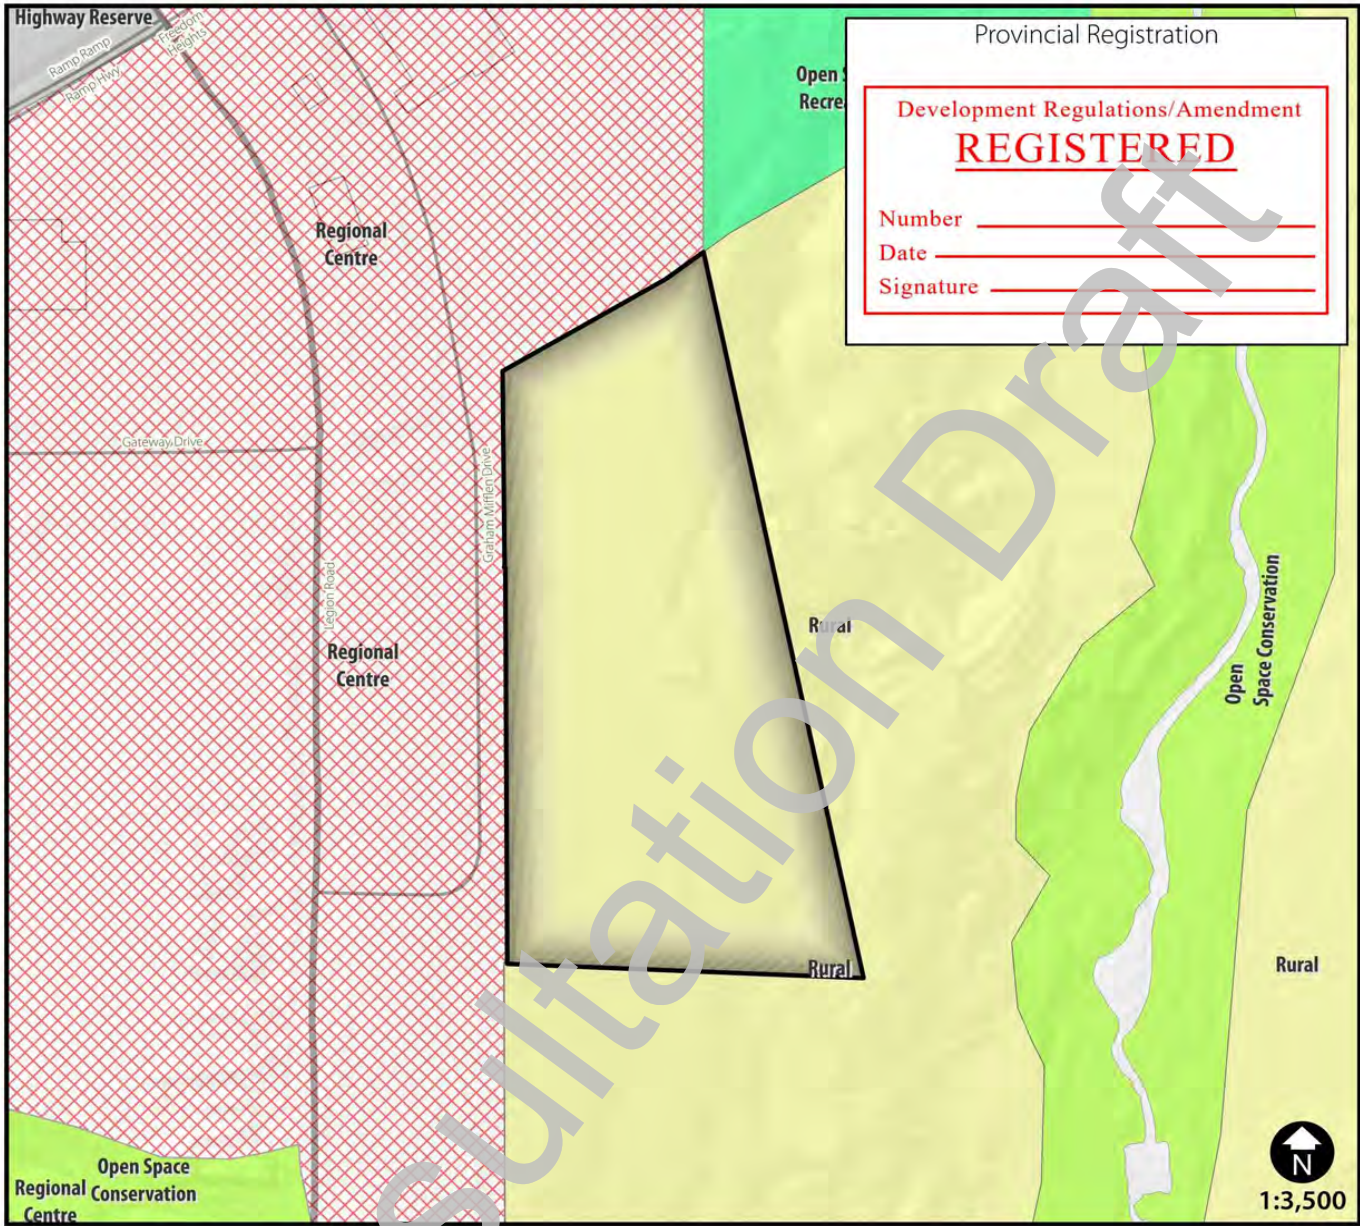 Highway Reserve
Ramp Ramp
Ramp Hwy
Freedom
Heights
Open
Provincial Registration
Development Regulations/Amendment
REGISTERED
Number
Date
Signature
Regional
Centre
Gateway Drive
Graham Mifflen Drive
Legion Road
Regional
Centre
Rural
Open
Space Conservation
Rural
Rural
Open Space
Conservation
Regional
Centre
N
1:3,500
sultation Draft